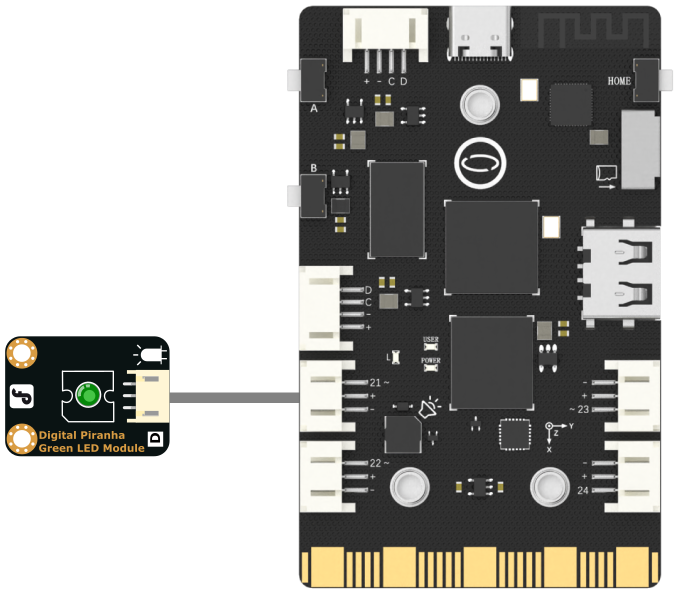 + - C D
HOME
A
B
D
C
-
+
USER
L
POWER
21 ~
+
-
-
+
~ 23
Y
Z
X
22 ~
+
-
-
+
24
D
Digital Piranha
Green LED Module